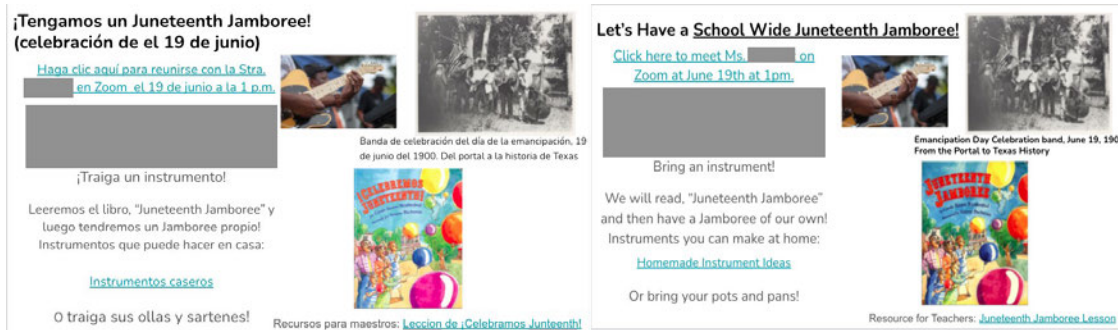 ¡Tengamos un Juneteenth Jamboree!
(celebración de el 19 de junio)
Haga clic aquí para reunirse con la Stra.
en Zoom el 19 de junio a la 1 p.m.
Banda de celebración del día de la emancipación, 19
de junio del 1900. Del portal a la historia de Texas
¡Traiga un instrumento!
Leeremos el libro, “Juneteenth Jamboree” y
luego tendremos un Jamboree propio!
Instrumentos que puede hacer en casa:
Instrumentos caseros
O traiga sus ollas y sartenes!
¡CELEBREMOS
JUNETEENTH!
Recursos para maestros: Leccion de ¡Celebramos Junteenth!
Let’s Have a School Wide Juneteenth Jamboree!
Click here to meet Ms. on
Zoom at June 19th at 1pm.
Emancipation Day Celebration band, June 19, 190
From the Portal to Texas History
Bring an instrument!
We will read, “Juneteenth Jamboree”
and then have a Jamboree of our own!
Instruments you can make at home:
Homemade Instrument Ideas
Or bring your pots and pans!
JUNETEENTH
JAMBOREE
Resource for Teachers: Juneteenth Jamboree Lesson